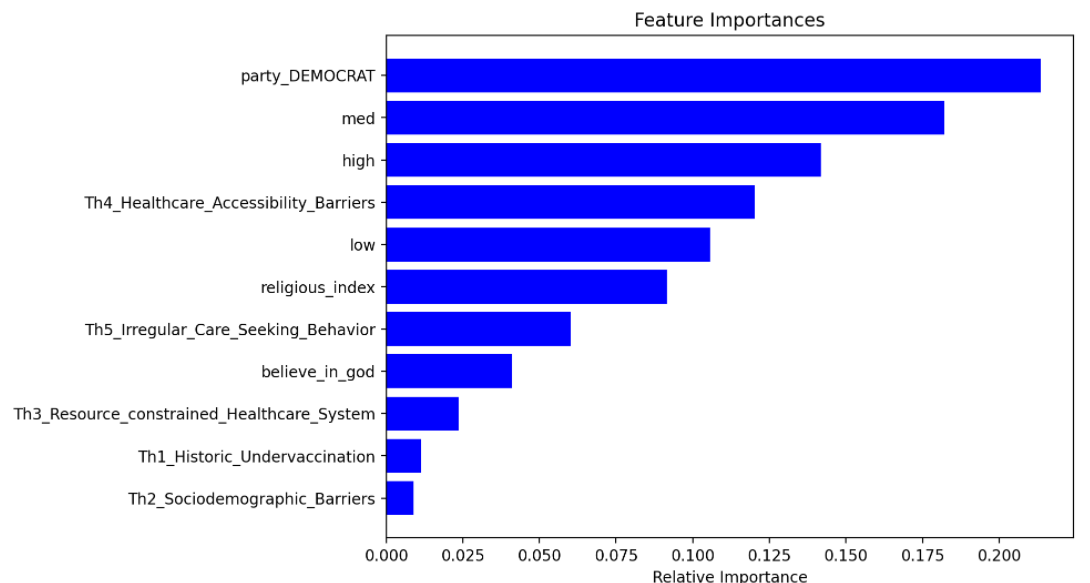 Feature Importances
party_DEMOCRAT
med
high
Th4_Healthcare_Accessibility_Barriers
low
religious_index
Th5_Irregular_Care_Seeking_Behavior
believe_in_god
Th3_Resource_constrained_Healthcare_System
Th1_Historic_Undervaccination
Th2_Sociodemographic_Barriers
0.000 0.025 0.050 0.075 0.100 0.125 0.150 0.175 0.200
Relative Importance